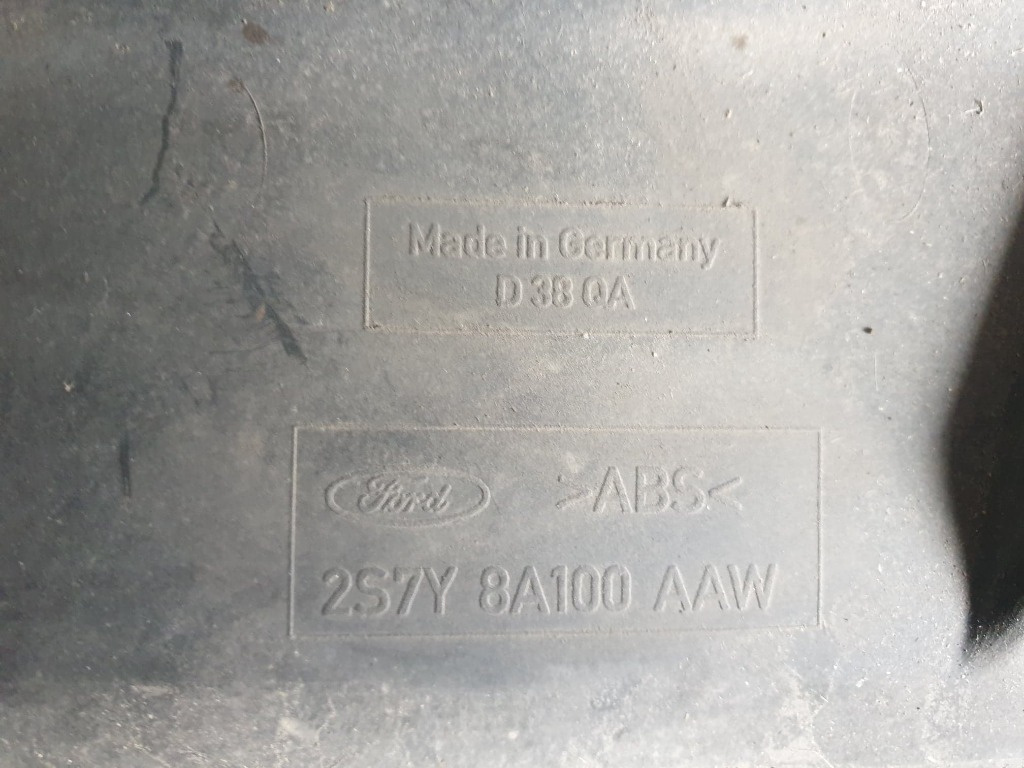 Made in Germany
D 38 QA
Ford >ABS<
2S7Y 8A100 AAW